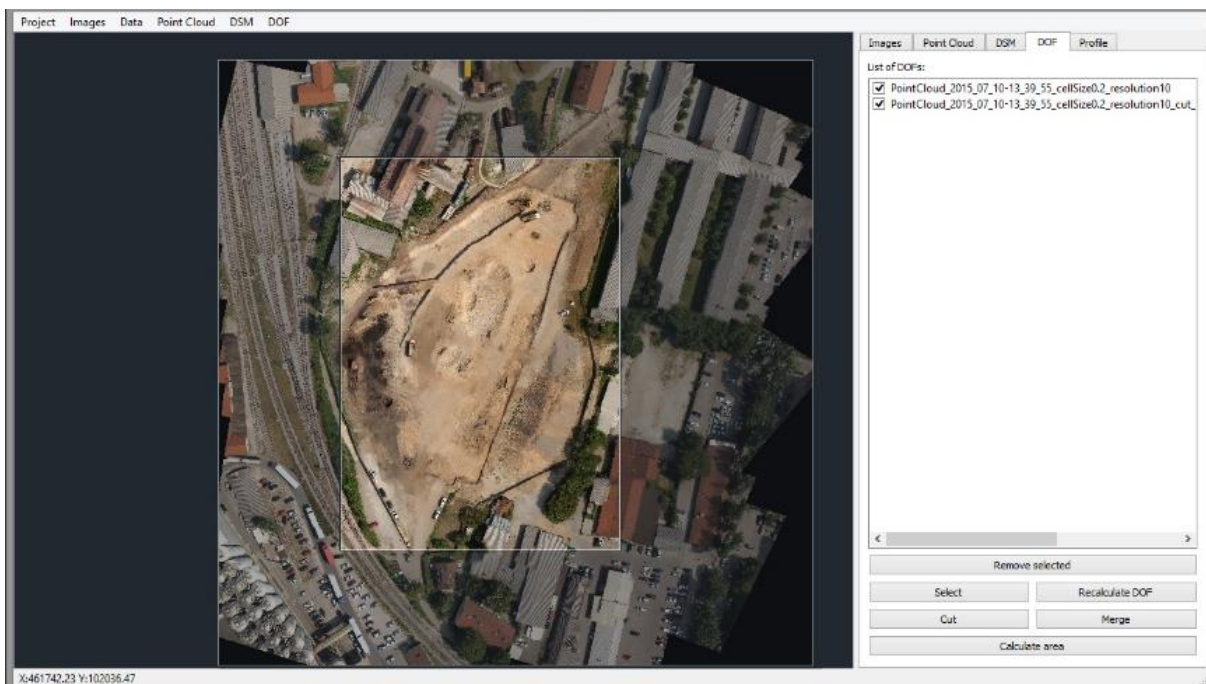 Project Images Data Point Cloud DSM DOF
Images Point Cloud DSM DOF Profile
List of DOFs:
PointCloud_2015_07_10-13_39_55_cellSize0.2_resolution10
PointCloud_2015_07_10-13_39_55_cellSize0.2_resolution10_cut_
Remove selected
Select Recalculate DOF
Cut Merge
Calculate area
X:461742.23 Y:102036.47